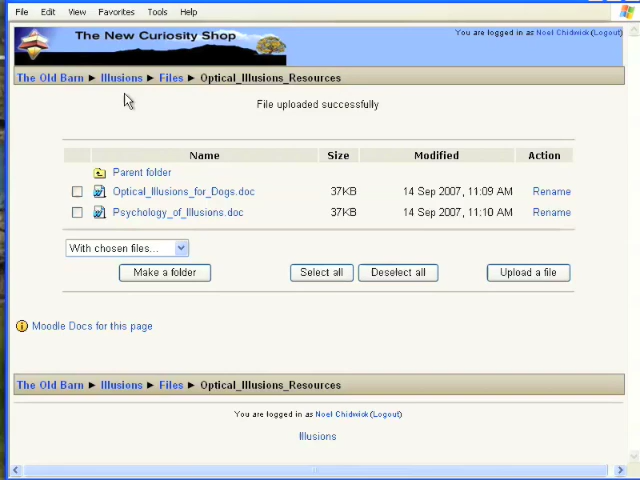 File Edit View Favorites Tools Help
The New Curiosity Shop
You are logged in as Noel Chidwick (Logout)
The Old Barn ► Illusions ► Files ► Optical_Illusions_Resources
File uploaded successfully
Name Size Modified Action
Parent folder
Optical_Illusions_for_Dogs.doc 37KB 14 Sep 2007, 11:09 AM Rename
Psychology_of_Illusions.doc 37KB 14 Sep 2007, 11:10 AM Rename
With chosen files...
Make a folder Select all Deselect all Upload a file
Moodle Docs for this page
The Old Barn ► Illusions ► Files ► Optical_Illusions_Resources
You are logged in as Noel Chidwick (Logout)
Illusions